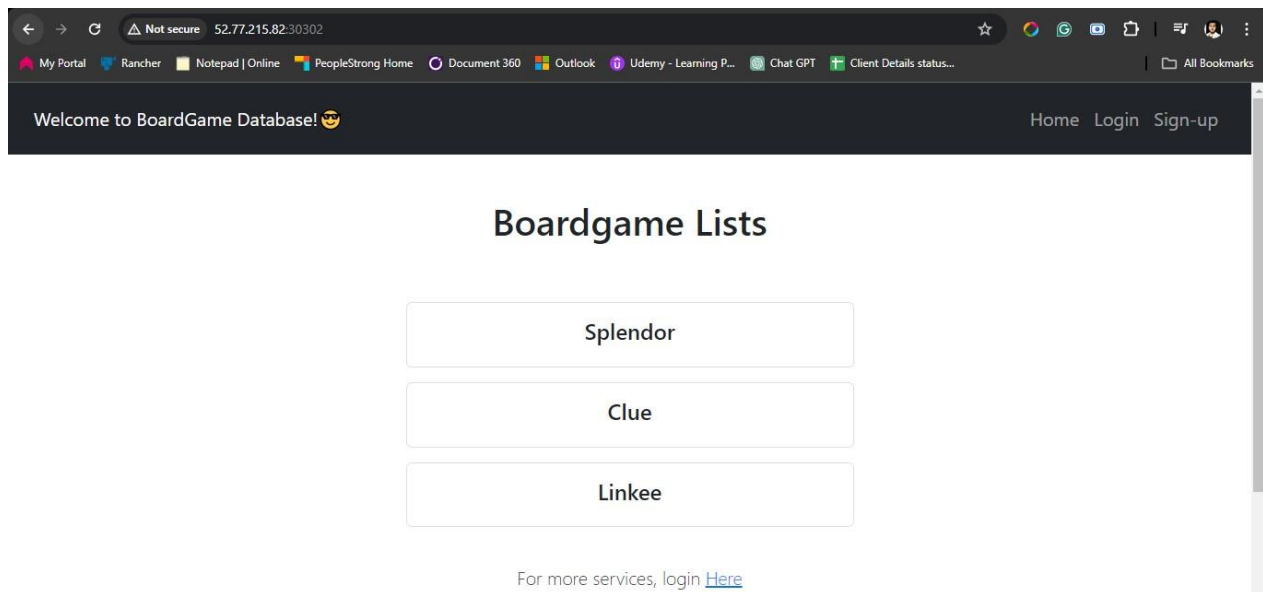 Not secure 52.77.215.82:30302
My Portal Rancher Notepad | Online PeopleStrong Home Document 360 Outlook Udemy - Learning P... Chat GPT Client Details status... All Bookmarks
Welcome to BoardGame Database!😎 Home Login Sign-up
Boardgame Lists
Splendor
Clue
Linkee
For more services, login Here